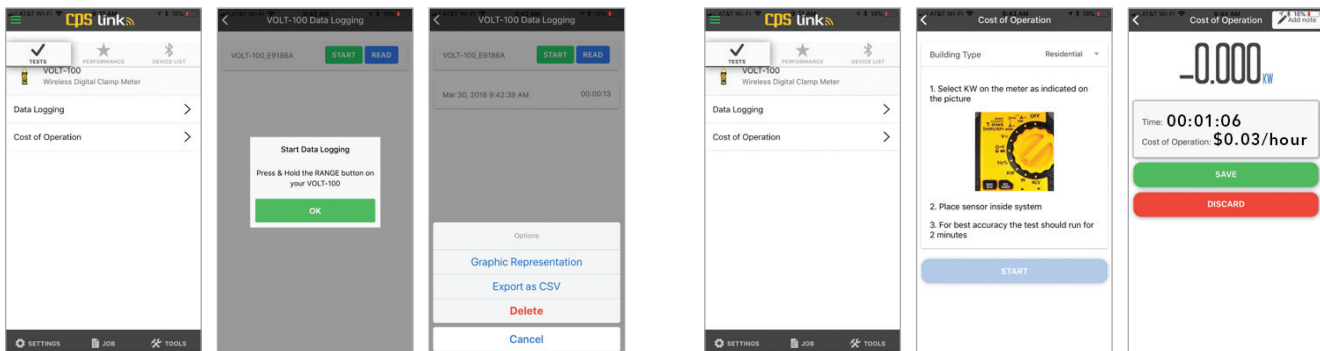 CPS Link
TESTS
PERFORMANCE
DEVICE LIST
VOLT-100
Wireless Digital Clamp Meter
Data Logging
Cost of Operation
SETTINGS
JOB
TOOLS
VOLT-100 Data Logging
VOLT-100_E9186A
START
READ
Start Data Logging
Press & Hold the RANGE button on
your VOLT-100
OK
VOLT-100 Data Logging
VOLT-100_E9186A
START
READ
Mar 30, 2018 9:42:39 AM
00:00:13
Options
Graphic Representation
Export as CSV
Delete
Cancel
CPS Link
TESTS
PERFORMANCE
DEVICE LIST
VOLT-100
Wireless Digital Clamp Meter
Data Logging
Cost of Operation
SETTINGS
JOB
TOOLS
Cost of Operation
Building Type
Residential
1. Select KW on the meter as indicated on
the picture
OFF
T-RMS
KW
2. Place sensor inside system
3. For best accuracy the test should run for
2 minutes
START
Cost of Operation
Add note
-0.000 KW
Time: 00:01:06
Cost of Operation: $0.03/hour
SAVE
DISCARD